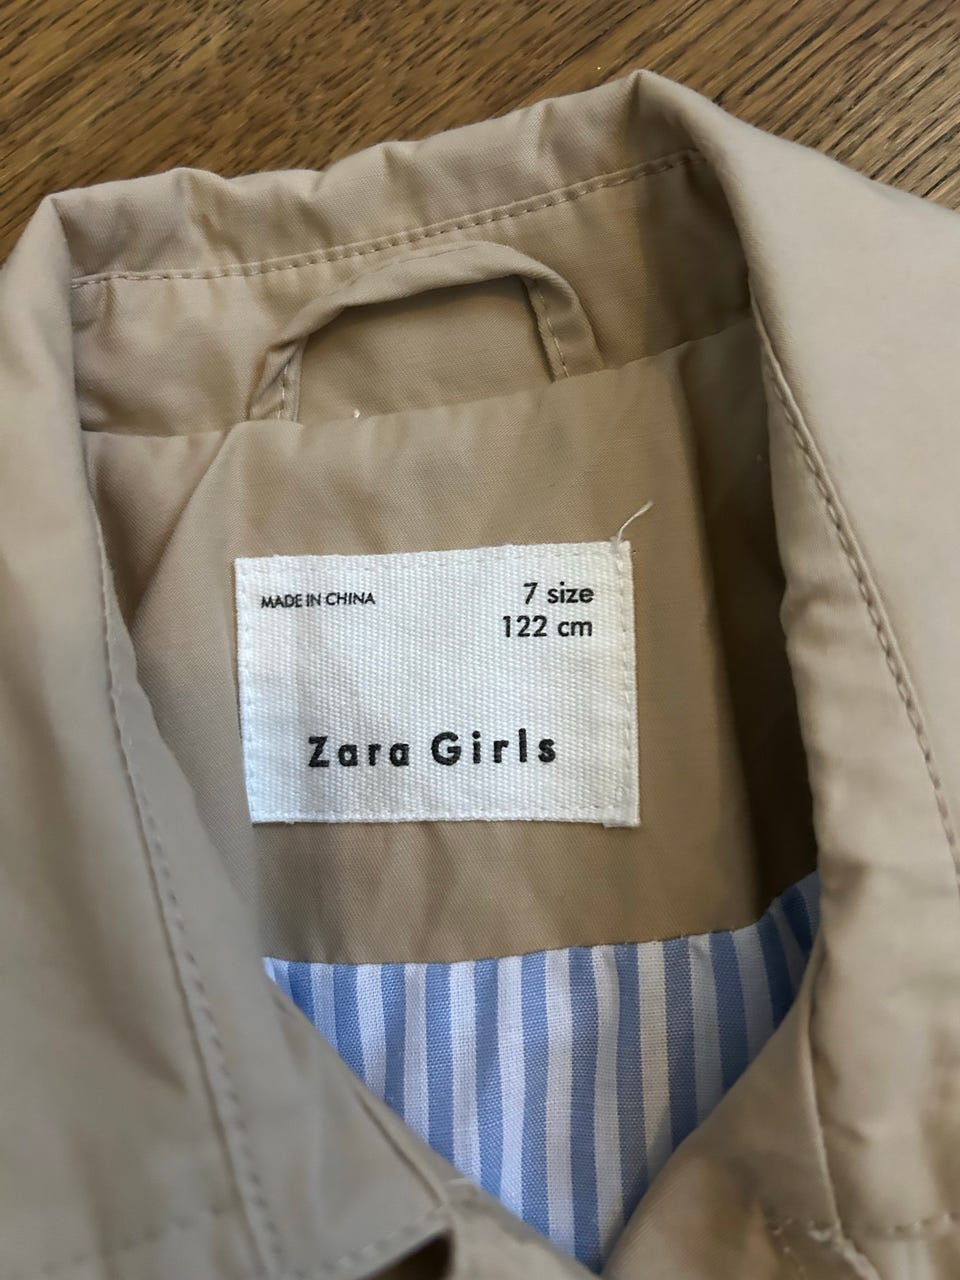 MADE IN CHINA
7 size
122 cm
Zara Girls